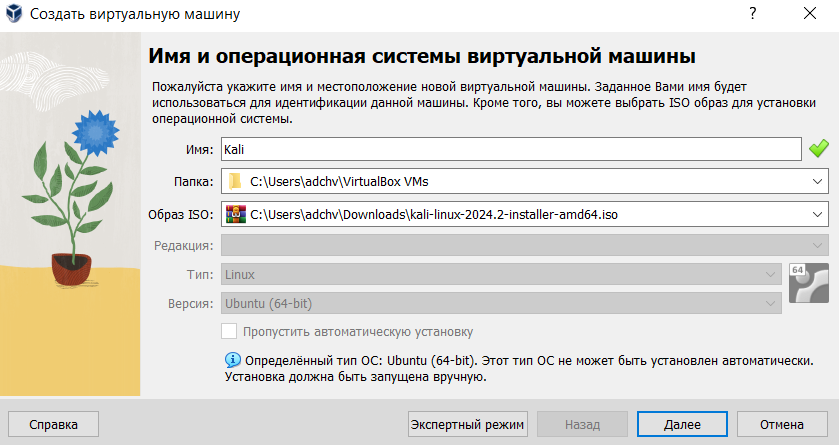 Создать виртуальную машину
?
Имя и операционная системы виртуальной машины
Пожалуйста укажите имя и местоположение новой виртуальной машины. Заданное Вами имя будет
использоваться для идентификации данной машины. Кроме того, вы можете выбрать ISO образ для установки
операционной системы.
Имя: Kali
Папка: C:\Users\adchv\VirtualBox VMs
Образ ISO: C:\Users\adchv\Downloads\kali-linux-2024.2-installer-amd64.iso
Редакция:
Тип: Linux
64
Версия: Ubuntu (64-bit)
Пропустить автоматическую установку
Определённый тип ОС: Ubuntu (64-bit). Этот тип ОС не может быть установлен автоматически.
Установка должна быть запущена вручную.
Справка Экспертный режим Назад Далее Отмена